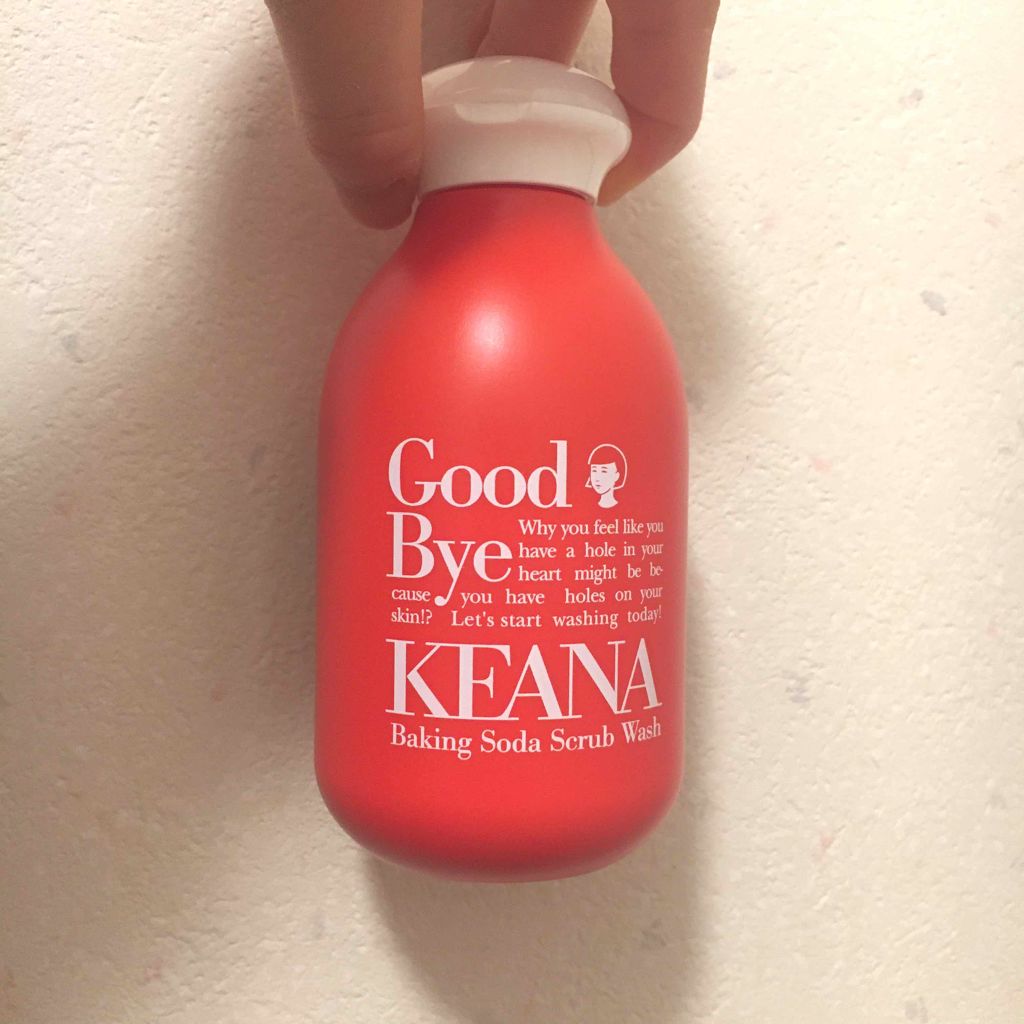 Good
Bye
Why you feel like you
have a hole in your
heart might be be-
cause you have holes on your
skin!? Let's start washing today!
KEANA
Baking Soda Scrub Wash